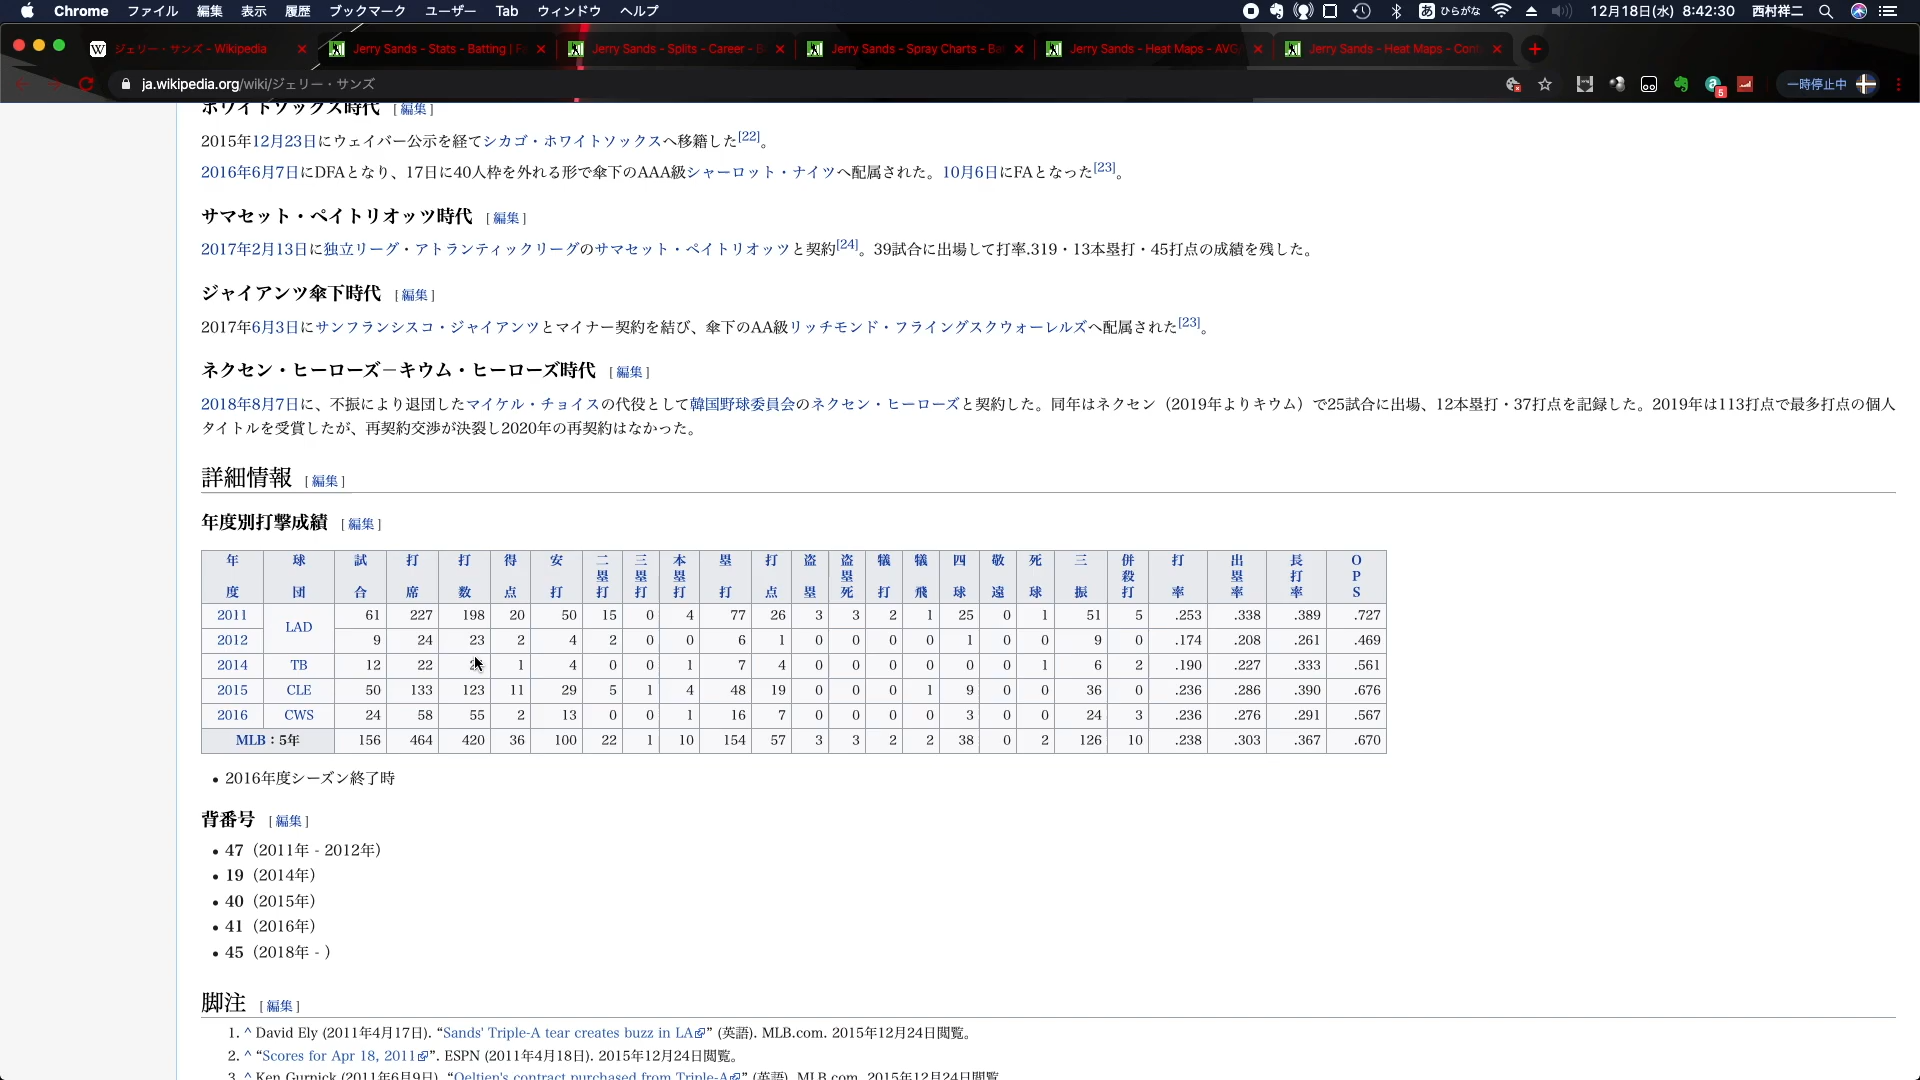 Chrome ファイル 編集 表示 履歴 ブックマーク ユーザー Tab ウィンドウ ヘルプ あ ひらがな 12月18日(水) 8:42:30 西村祥二
W ジェリー・サンズ - Wikipedia Jerry Sands - Stats - Batting | Jerry Sands - Splits - Career - B Jerry Sands - Spray Charts - Be Jerry Sands - Heat Maps - AVG Jerry Sands - Heat Maps - Cont
ja.wikipedia.org/wiki/ジェリー・サンズ 5 一時停止中
ホワイトソックス時代 [編集]
2015年12月23日にウェイバー公示を経てシカゴ・ホワイトソックスへ移籍した[22]。
2016年6月7日にDFAとなり、17日に40人枠を外れる形で傘下のAAA級シャーロット・ナイツへ配属された。10月6日にFAとなった[23]。
サマセット・ペイトリオッツ時代 [編集]
2017年2月13日に独立リーグ・アトランティックリーグのサマセット・ペイトリオッツと契約[24]。39試合に出場して打率.319・13本塁打・45打点の成績を残した。
ジャイアンツ傘下時代 [編集]
2017年6月3日にサンフランシスコ・ジャイアンツとマイナー契約を結び、傘下のAA級リッチモンド・フライングスクウォーレルズへ配属された[23]。
ネクセン・ヒーローズ－キウム・ヒーローズ時代 [編集]
2018年8月7日に、不振により退団したマイケル・チョイスの代役として韓国野球委員会のネクセン・ヒーローズと契約した。同年はネクセン（2019年よりキウム）で25試合に出場、12本塁打・37打点を記録した。2019年は113打点で最多打点の個人
タイトルを受賞したが、再契約交渉が決裂し2020年の再契約はなかった。
詳細情報 [編集]
年度別打撃成績 [編集]
年度 球団 試合 打席 打数 得点 安打 二塁打 三塁打 本塁打 塁打 打点 盗塁 盗塁死 犠打 犠飛 四球 敬遠 死球 三振 併殺打 打率 出塁率 長打率 OPS
2011 LAD 61 227 198 20 50 15 0 4 77 26 3 3 2 1 25 0 1 51 5 .253 .338 .389 .727
2012 9 24 23 2 4 2 0 0 6 1 0 0 0 0 1 0 0 9 0 .174 .208 .261 .469
2014 TB 12 22 1 4 0 0 1 7 4 0 0 0 0 0 0 1 6 2 .190 .227 .333 .561
2015 CLE 50 133 123 11 29 5 1 4 48 19 0 0 0 1 9 0 0 36 0 .236 .286 .390 .676
2016 CWS 24 58 55 2 13 0 0 1 16 7 0 0 0 0 3 0 0 24 3 .236 .276 .291 .567
MLB：5年 156 464 420 36 100 22 1 10 154 57 3 3 2 2 38 0 2 126 10 .238 .303 .367 .670
• 2016年度シーズン終了時
背番号 [編集]
• 47（2011年 - 2012年）
• 19（2014年）
• 40（2015年）
• 41（2016年）
• 45（2018年 - ）
脚注 [編集]
1. ^ David Ely (2011年4月17日). “Sands' Triple-A tear creates buzz in LA” (英語). MLB.com. 2015年12月24日閲覧。
2. ^ “Scores for Apr 18, 2011”. ESPN (2011年4月18日). 2015年12月24日閲覧。
3. ^ Ken Gurnick (2011年6月9日). “Oeltjen's contract purchased from Triple-A” (英語). MLB.com. 2015年12月24日閲覧